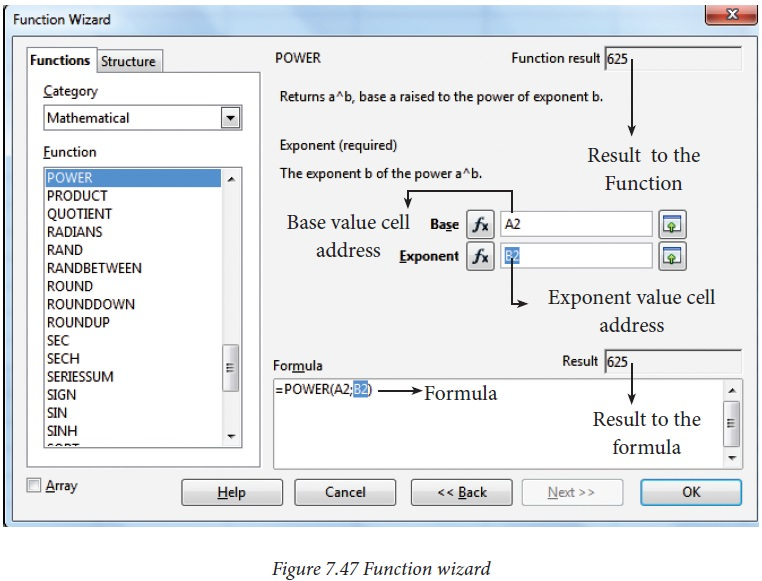 Function Wizard
Functions Structure
Category
Mathematical
Function
POWER
PRODUCT
QUOTIENT
RADIANS
RAND
RANDBETWEEN
ROUND
ROUNDDOWN
ROUNDUP
SEC
SECH
SERIESSUM
SIGN
SIN
SINH
Array
POWER
Function result 625
Returns a^b, base a raised to the power of exponent b.
Exponent (required)
The exponent b of the power a^b.
Result to the
Function
Base value cell
address
Base fx A2
Exponent fx B2
Exponent value cell
address
Formula
Result 625
=POWER(A2;B2)
Formula
Result to the
formula
Help Cancel << Back Next >> OK
Figure 7.47 Function wizard